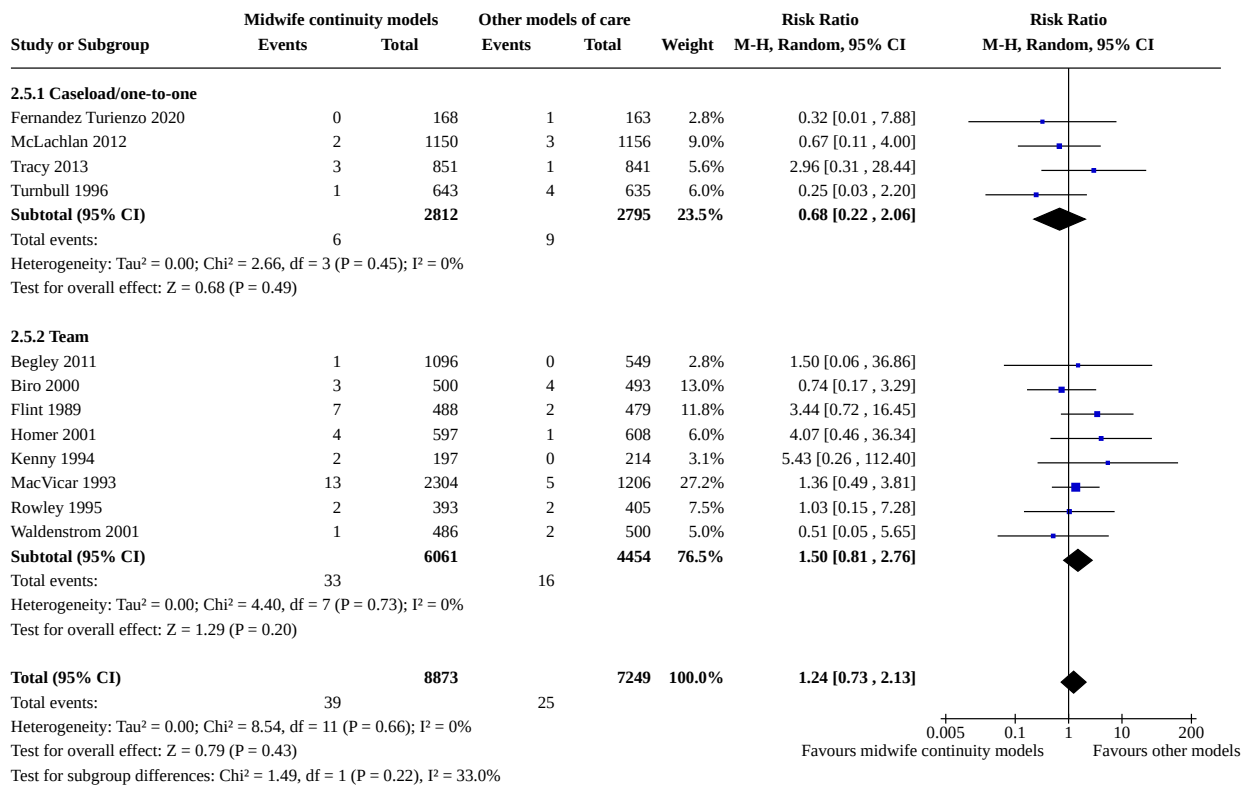 Midwife continuity models Other models of care Risk Ratio Risk Ratio
Study or Subgroup Events Total Events Total Weight M-H, Random, 95% CI M-H, Random, 95% CI
2.5.1 Caseload/one-to-one
Fernandez Turienzo 2020 0 168 1 163 2.8% 0.32 [0.01 , 7.88]
McLachlan 2012 2 1150 3 1156 9.0% 0.67 [0.11 , 4.00]
Tracy 2013 3 851 1 841 5.6% 2.96 [0.31 , 28.44]
Turnbull 1996 1 643 4 635 6.0% 0.25 [0.03 , 2.20]
Subtotal (95% CI) 2812 2795 23.5% 0.68 [0.22 , 2.06]
Total events: 6 9
Heterogeneity: Tau² = 0.00; Chi² = 2.66, df = 3 (P = 0.45); I² = 0%
Test for overall effect: Z = 0.68 (P = 0.49)
2.5.2 Team
Begley 2011 1 1096 0 549 2.8% 1.50 [0.06 , 36.86]
Biro 2000 3 500 4 493 13.0% 0.74 [0.17 , 3.29]
Flint 1989 7 488 2 479 11.8% 3.44 [0.72 , 16.45]
Homer 2001 4 597 1 608 6.0% 4.07 [0.46 , 36.34]
Kenny 1994 2 197 0 214 3.1% 5.43 [0.26 , 112.40]
MacVicar 1993 13 2304 5 1206 27.2% 1.36 [0.49 , 3.81]
Rowley 1995 2 393 2 405 7.5% 1.03 [0.15 , 7.28]
Waldenstrom 2001 1 486 2 500 5.0% 0.51 [0.05 , 5.65]
Subtotal (95% CI) 6061 4454 76.5% 1.50 [0.81 , 2.76]
Total events: 33 16
Heterogeneity: Tau² = 0.00; Chi² = 4.40, df = 7 (P = 0.73); I² = 0%
Test for overall effect: Z = 1.29 (P = 0.20)
Total (95% CI) 8873 7249 100.0% 1.24 [0.73 , 2.13]
Total events: 39 25
Heterogeneity: Tau² = 0.00; Chi² = 8.54, df = 11 (P = 0.66); I² = 0%
0.005 0.1 1 10 200
Test for overall effect: Z = 0.79 (P = 0.43) Favours midwife continuity models Favours other models
Test for subgroup differences: Chi² = 1.49, df = 1 (P = 0.22), I² = 33.0%